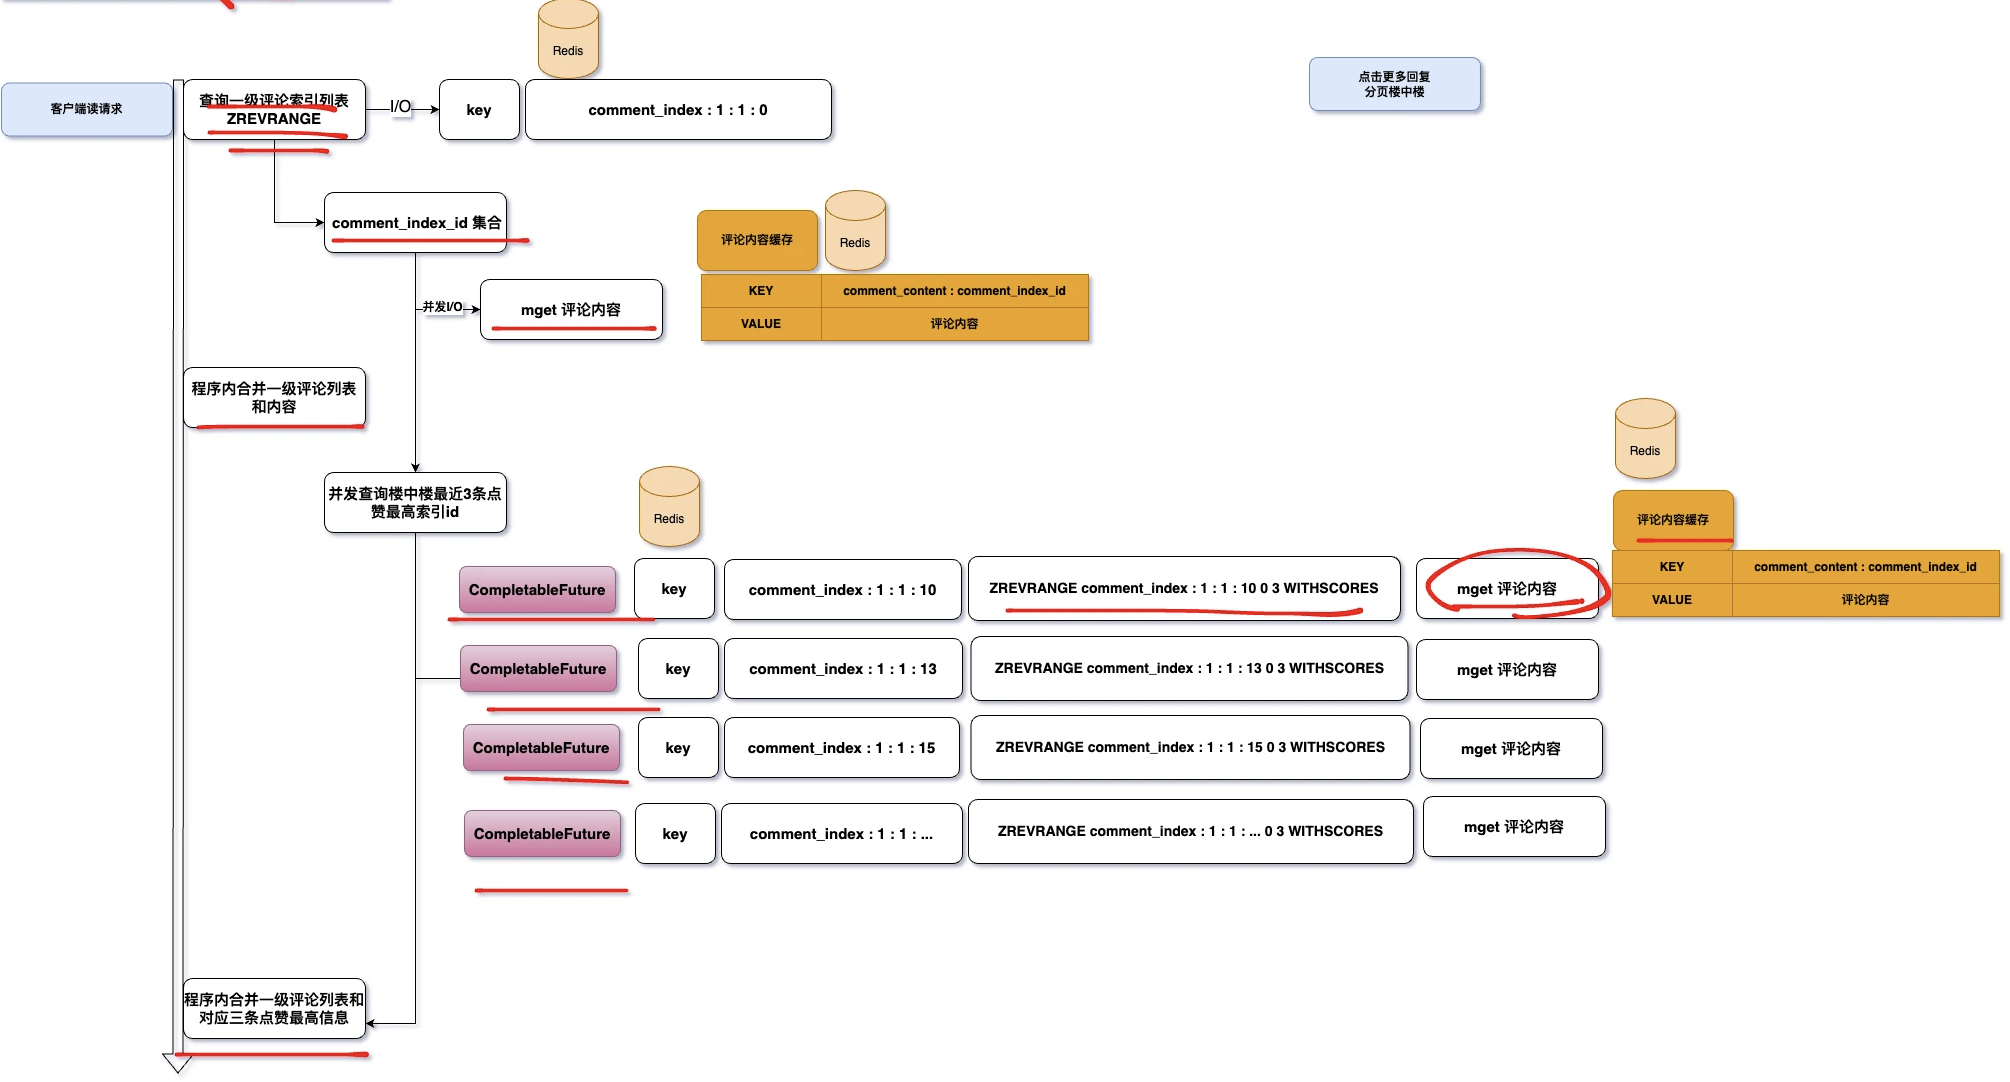 Redis
客户端读请求
查询一级评论索引列表
ZREVRANGE
I/O
key
comment_index : 1 : 1 : 0
点击更多回复
分页楼中楼
comment_index_id 集合
评论内容缓存
Redis
KEY
comment_content : comment_index_id
VALUE
评论内容
并发I/O
mget 评论内容
程序内合并一级评论列表
和内容
并发查询楼中楼最近3条点
赞最高索引id
Redis
Redis
评论内容缓存
KEY
comment_content : comment_index_id
VALUE
评论内容
CompletableFuture
key
comment_index : 1 : 1 : 10
ZREVRANGE comment_index : 1 : 1 : 10 0 3 WITHSCORES
mget 评论内容
CompletableFuture
key
comment_index : 1 : 1 : 13
ZREVRANGE comment_index : 1 : 1 : 13 0 3 WITHSCORES
mget 评论内容
CompletableFuture
key
comment_index : 1 : 1 : 15
ZREVRANGE comment_index : 1 : 1 : 15 0 3 WITHSCORES
mget 评论内容
CompletableFuture
key
comment_index : 1 : 1 : ...
ZREVRANGE comment_index : 1 : 1 : ... 0 3 WITHSCORES
mget 评论内容
程序内合并一级评论列表和
对应三条点赞最高信息